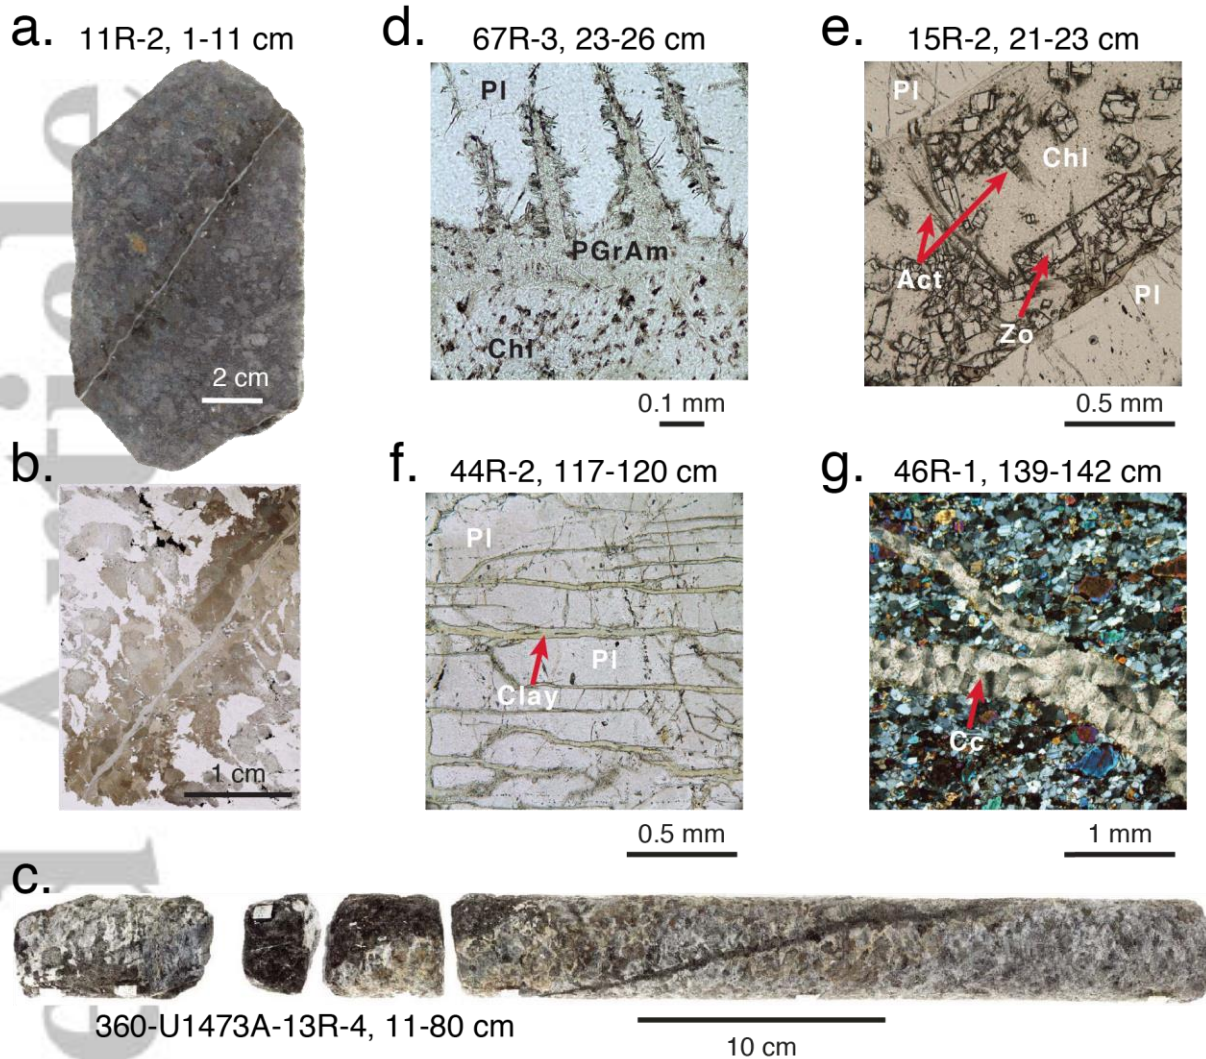 a. 11R-2, 1-11 cm
2 cm
b.
1 cm
d. 67R-3, 23-26 cm
Pl
PGrAm
Chl
0.1 mm
e. 15R-2, 21-23 cm
Pl
Chl
Act
Pl
Zo
0.5 mm
f. 44R-2, 117-120 cm
Pl
Pl
Clay
0.5 mm
g. 46R-1, 139-142 cm
Cc
1 mm
c.
360-U1473A-13R-4, 11-80 cm
10 cm